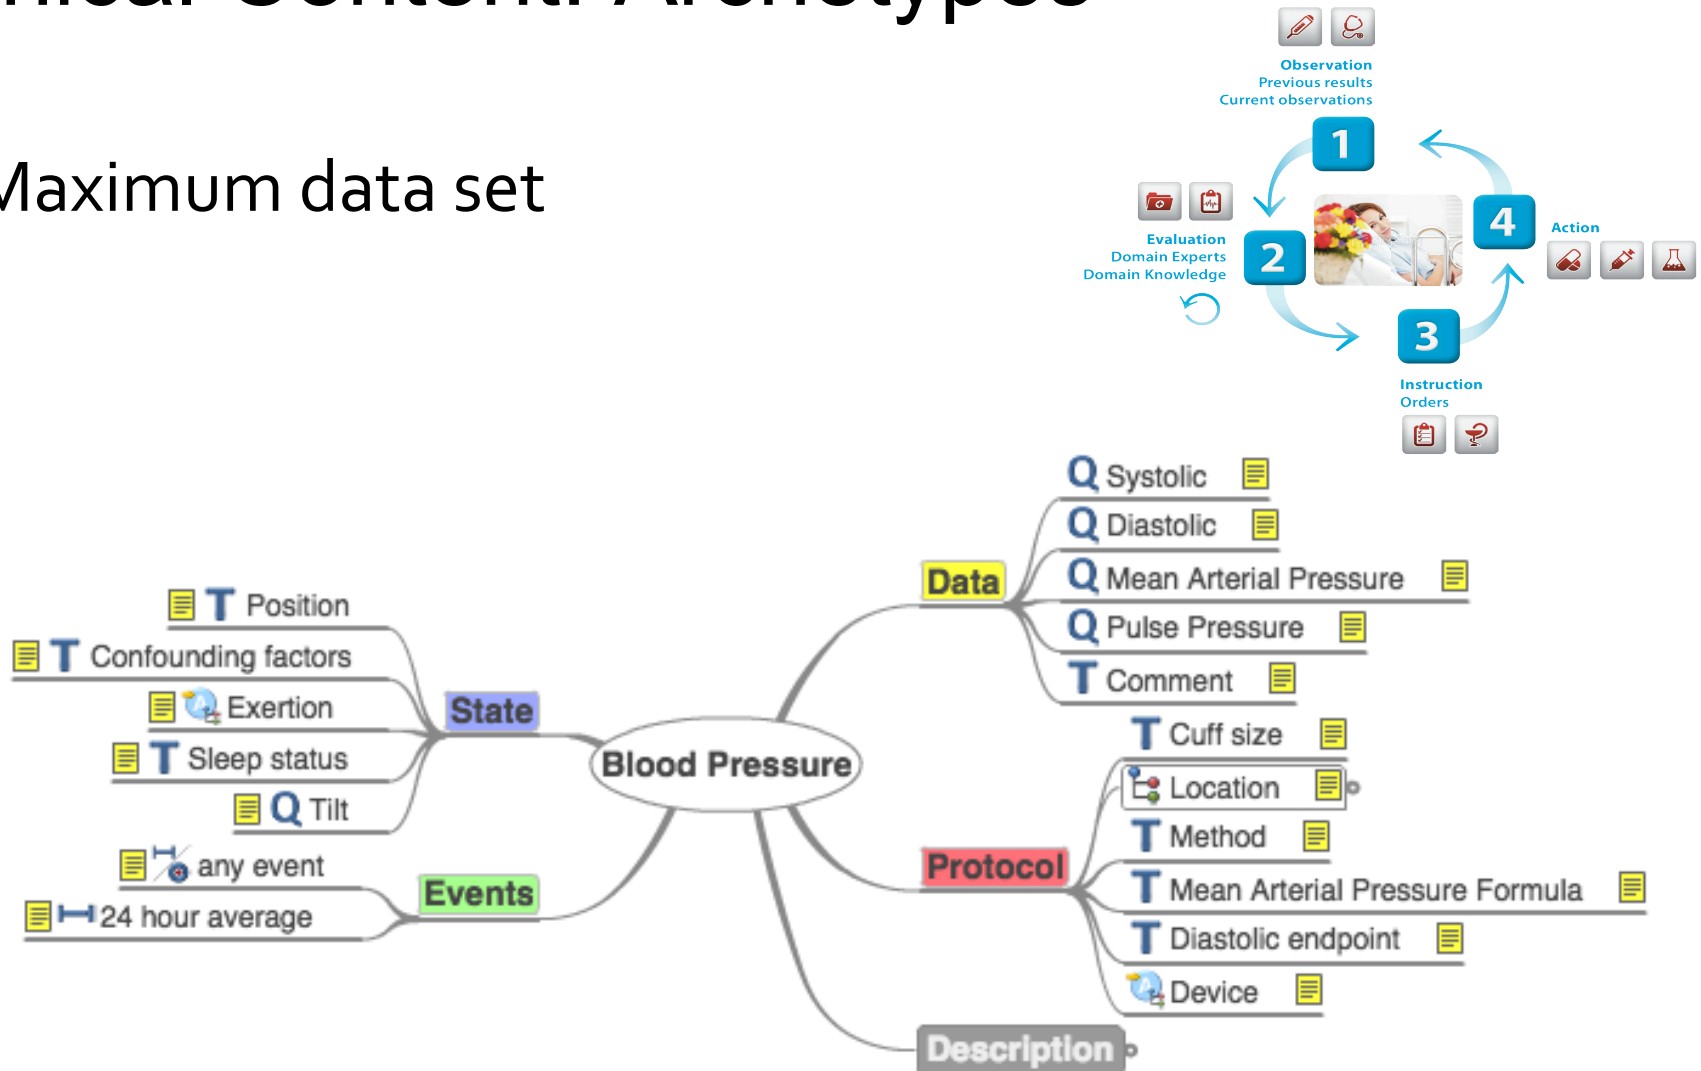 nical Content: Archetypes
Maximum data set
Observation
Previous results
Current observations
1
4
Action
Evaluation
Domain Experts
Domain Knowledge
2
3
Instruction
Orders
Q Systolic
Q Diastolic
Data
Q Mean Arterial Pressure
Q Pulse Pressure
T Comment
T Position
T Confounding factors
Exertion
State
T Sleep status
Q Tilt
Blood Pressure
any event
Events
24 hour average
T Cuff size
Location
T Method
Protocol
T Mean Arterial Pressure Formula
T Diastolic endpoint
Device
Description